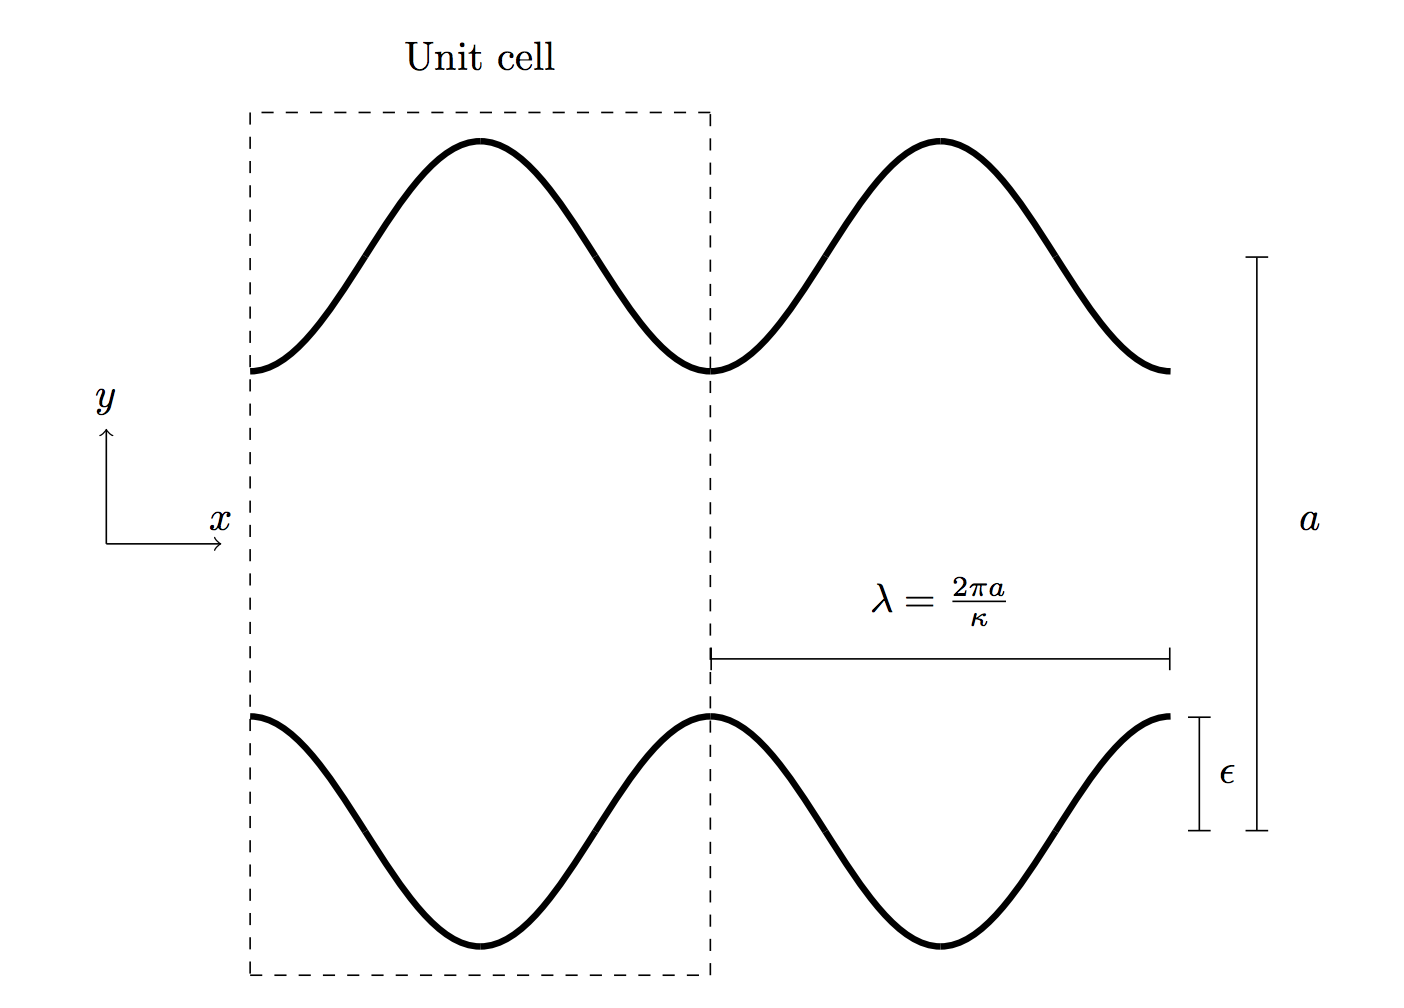 Unit cell
y
x
a
λ = 2πa/κ
ϵ